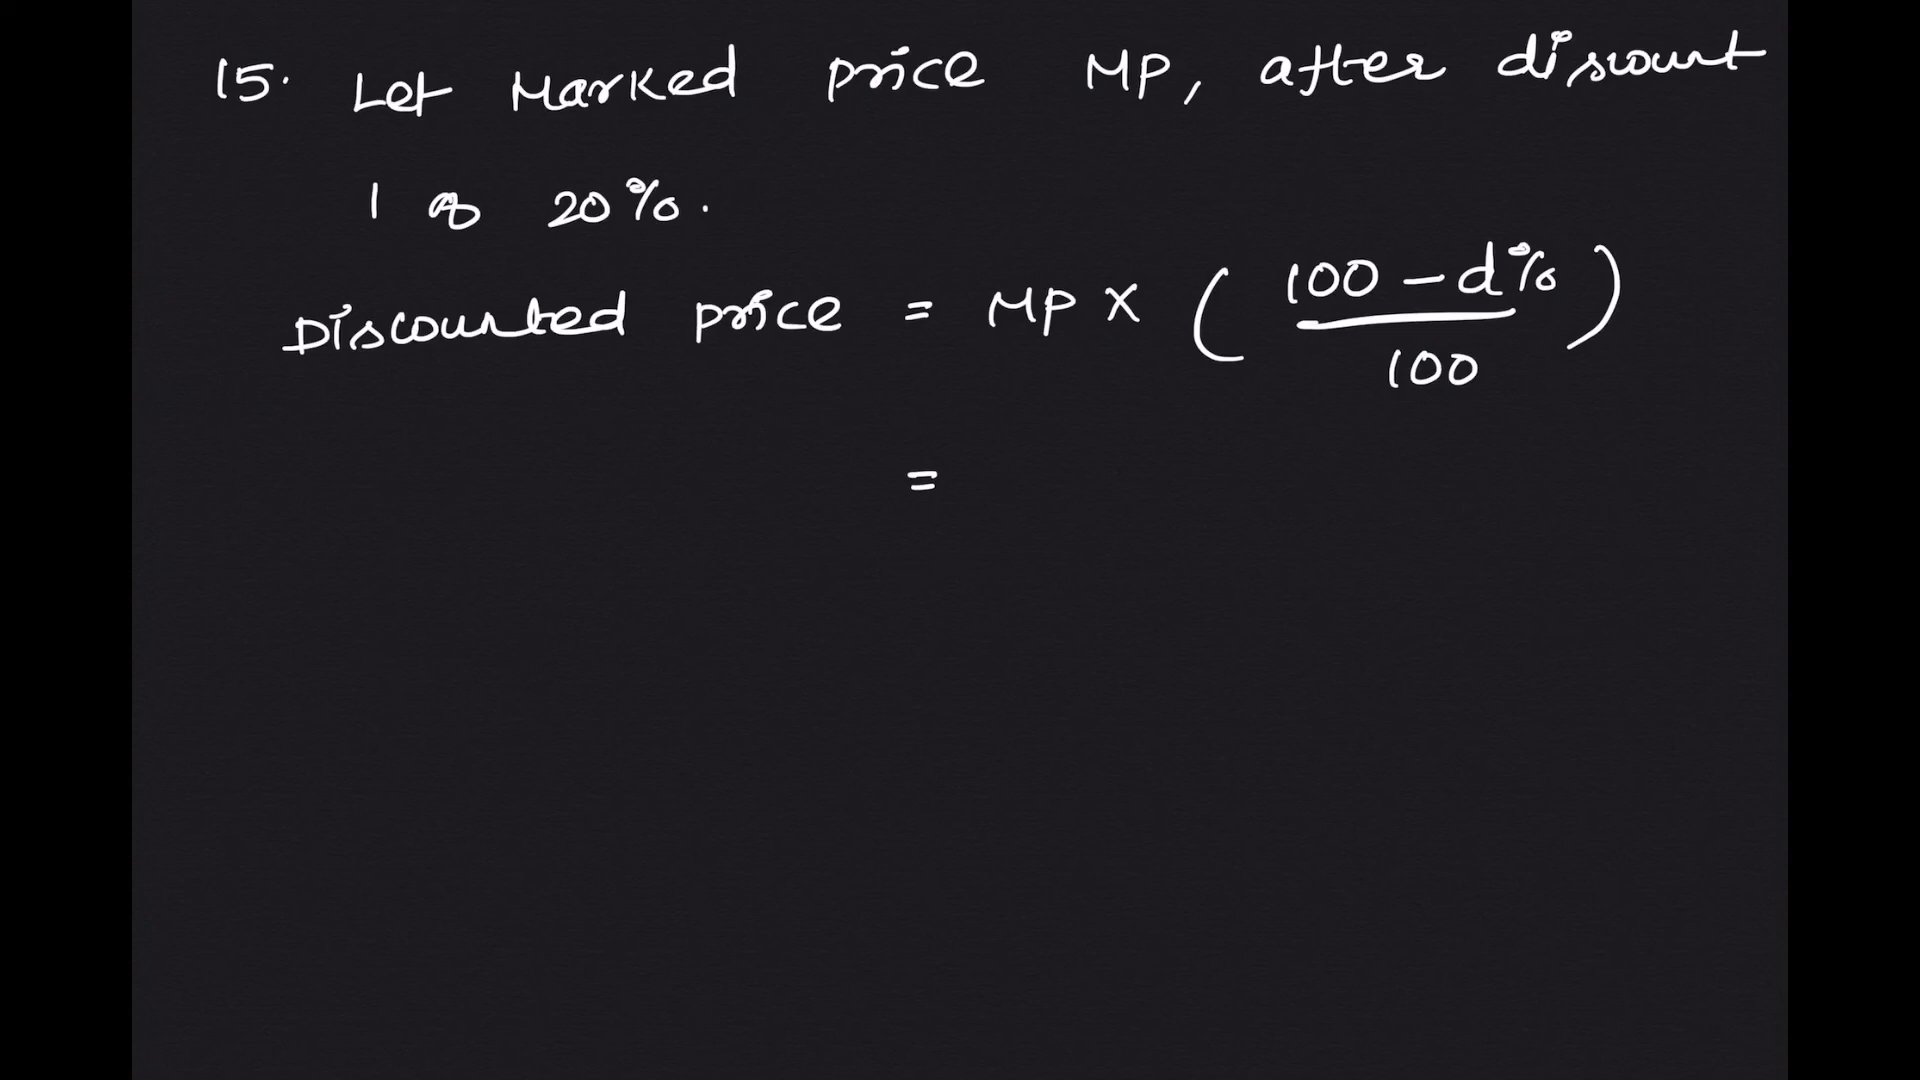 15. Let Marked price MP, after discount
1 of 20%.
Discounted price = MP × ( 100 - d% / 100 )
=